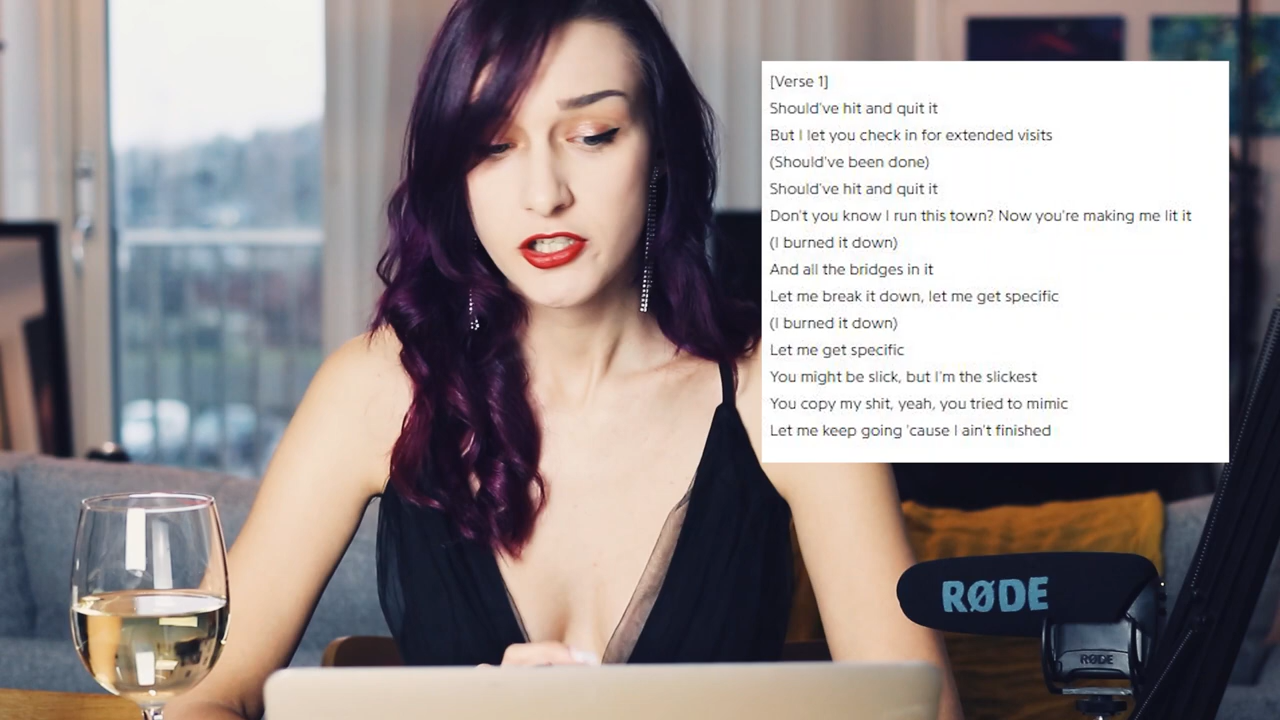 [Verse 1]
Should've hit and quit it
But I let you check in for extended visits
(Should've been done)
Should've hit and quit it
Don't you know I run this town? Now you're making me lit it
(I burned it down)
And all the bridges in it
Let me break it down, let me get specific
(I burned it down)
Let me get specific
You might be slick, but I'm the slickest
You copy my shit, yeah, you tried to mimic
Let me keep going 'cause I ain't finished
RØDE
RØDE